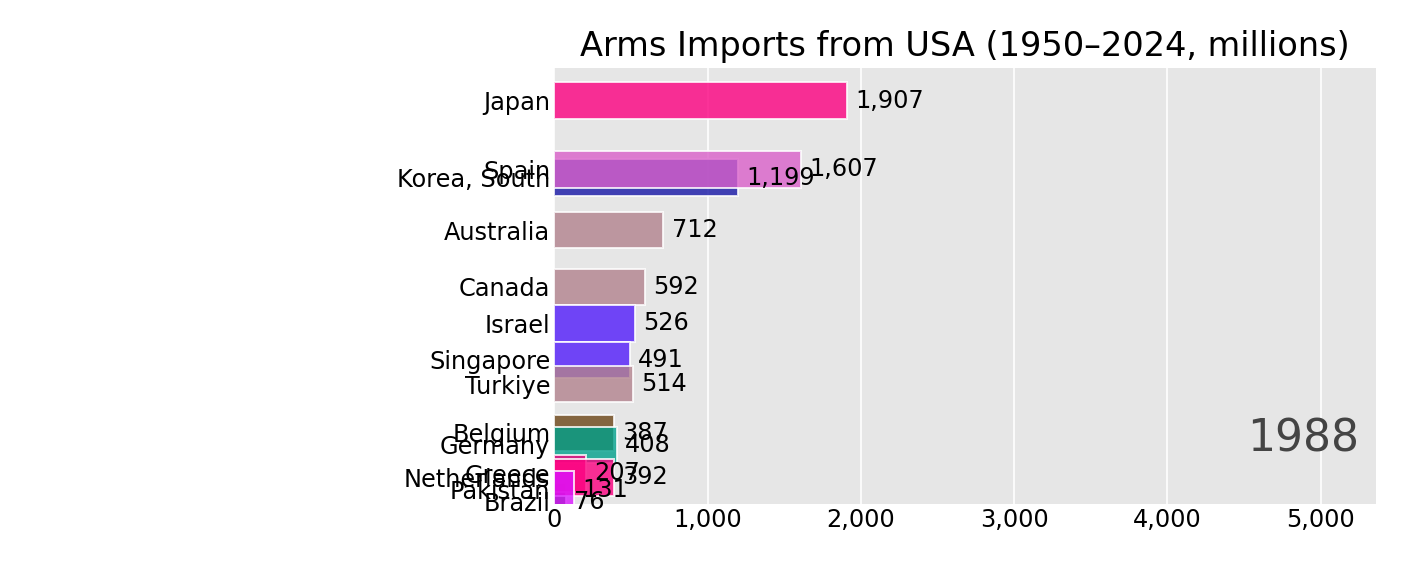 Arms Imports from USA (1950–2024, millions)
Japan 1,907
Spain 1,607
Korea, South 1,199
Australia 712
Canada 592
Israel 526
Singapore 491
Turkiye 514
Belgium 387
Germany 408
1988
Greece 207
Netherlands 392
Pakistan 131
Brazil 76
0 1,000 2,000 3,000 4,000 5,000